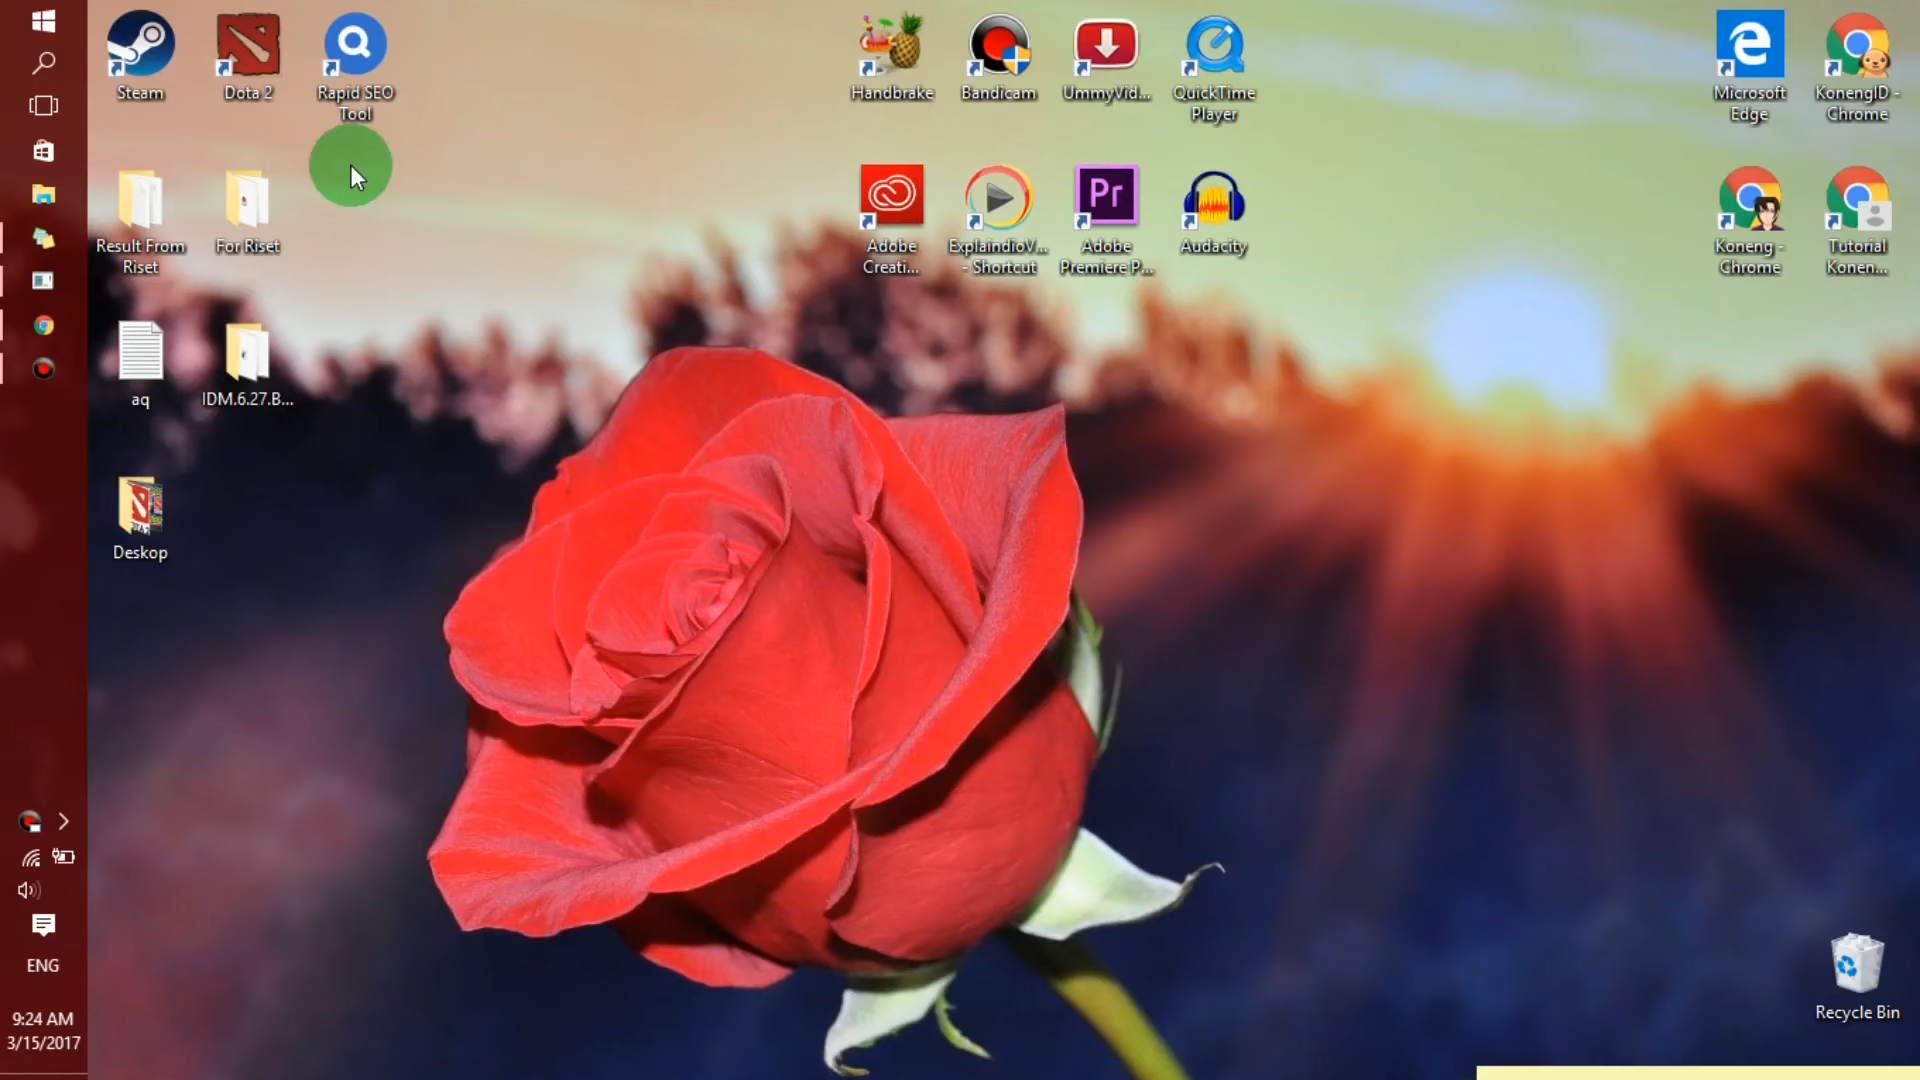 Steam
Dota 2
Rapid SEO
Tool
Handbrake
Bandicam
UmmyVid...
QuickTime
Player
Microsoft
Edge
KonengID -
Chrome
Result From
Riset
For Riset
Adobe
Creati...
ExplaindioV...
- Shortcut
Pr
Adobe
Premiere P...
Audacity
Koneng -
Chrome
Tutorial
Konen...
aq
IDM.6.27.B...
Deskop
ENG
9:24 AM
3/15/2017
Recycle Bin